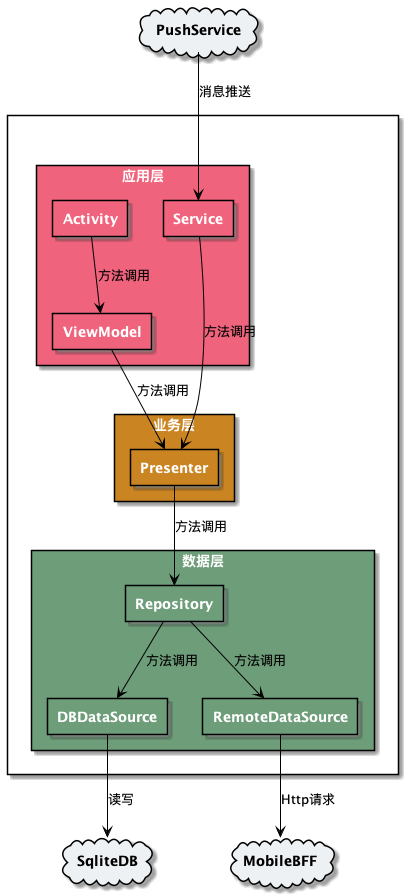 PushService
消息推送
应用层
Activity
Service
方法调用
ViewModel
方法调用
方法调用
业务层
Presenter
方法调用
数据层
Repository
方法调用
方法调用
DBDataSource
RemoteDataSource
读写
Http请求
SqliteDB
MobileBFF